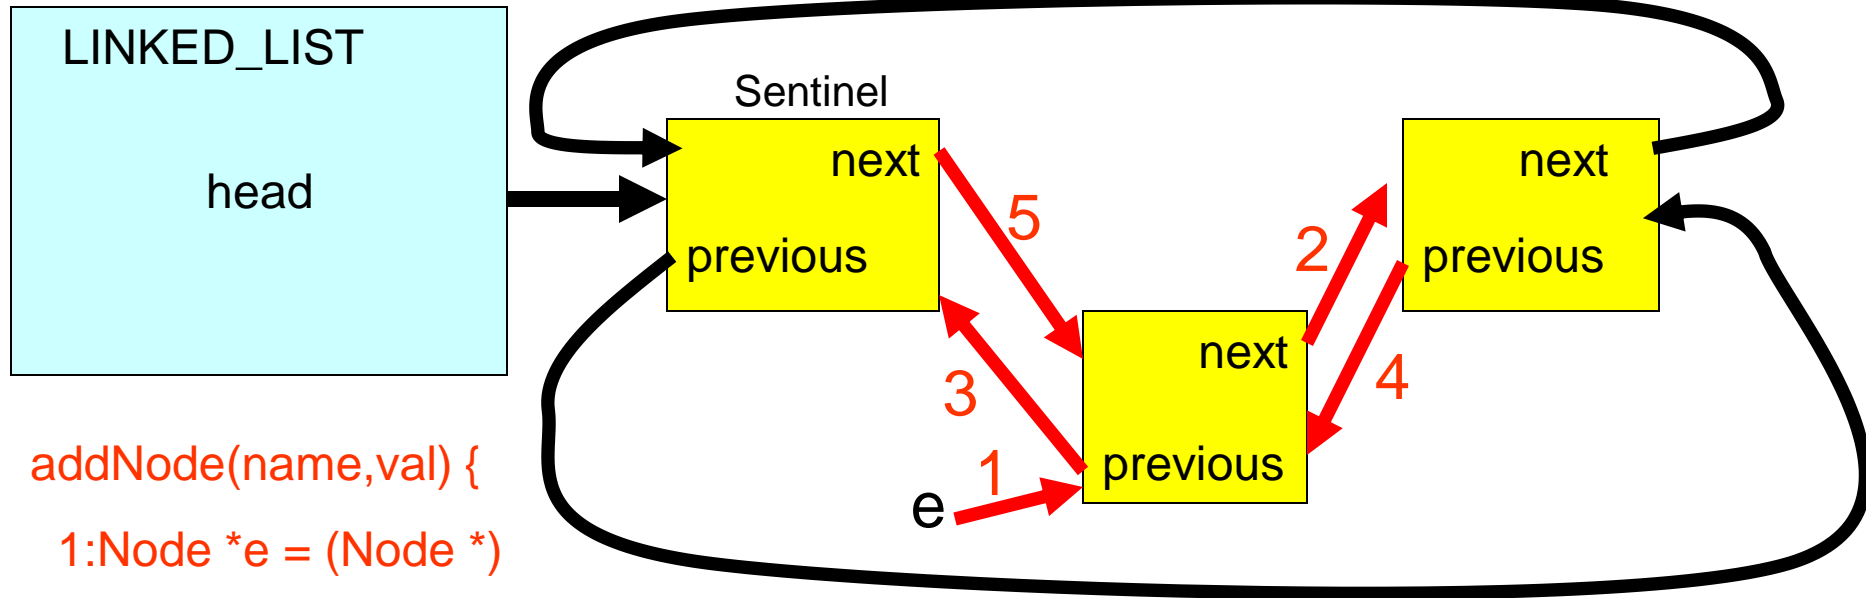 LINKED_LIST
head
Sentinel
next
previous
next
previous
next
previous
5
3
2
4
1
e
addNode(name,val) {
1:Node *e = (Node *)